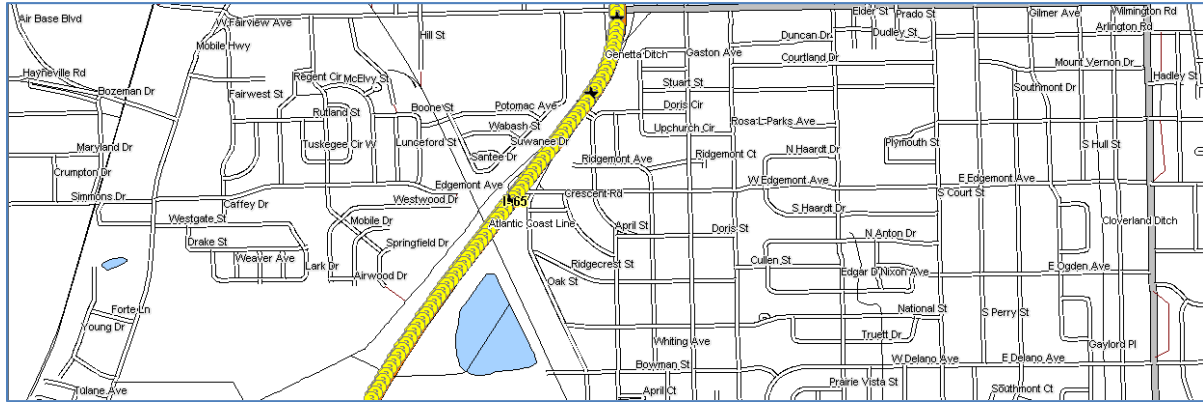 Air Base Blvd
W Fairview Ave
Elder St
Prado St
Gilmer Ave
Wilmington Rd
Arlington Rd
Mobile Hwy
Hill St
Duncan Dr
Dudley St
Genetta Ditch
Gaston Ave
Courtland Dr
Mount Vernon Dr
Hayneville Rd
Regent Cir
McElvy St
Stuart St
Hadley St
Bozeman Dr
Fairwest St
Southmont Dr
Rutland St
Boone St
Potomac Ave
Doris Cir
Wabash St
Upchurch Cir
Rosa L Parks Ave
Maryland Dr
Tuskegee Cir W
Lunceford St
Suwanee Dr
Plymouth St
S Hull St
Santee Dr
Ridgemont Ave
Ridgemont Ct
N Haardt Dr
Crumpton Dr
Edgemont Ave
W Edgemont Ave
E Edgemont Ave
Simmons Dr
Caffey Dr
Westwood Dr
I-65
Crescent Rd
S Court St
Westgate St
Mobile Dr
Atlantic Coast Line
April St
Doris St
S Haardt Dr
Cloverland Ditch
Drake St
Springfield Dr
N Anton Dr
Weaver Ave
Lark Dr
Airwood Dr
Ridgecrest St
Cullen St
Edgar D Nixon Ave
E Ogden Ave
Oak St
Forte Ln
National St
S Perry St
Young Dr
Whiting Ave
Truett Dr
Gaylord Pl
Bowman St
W Delano Ave
E Delano Ave
Tulane Ave
April Ct
Prairie Vista St
Southmont Ct